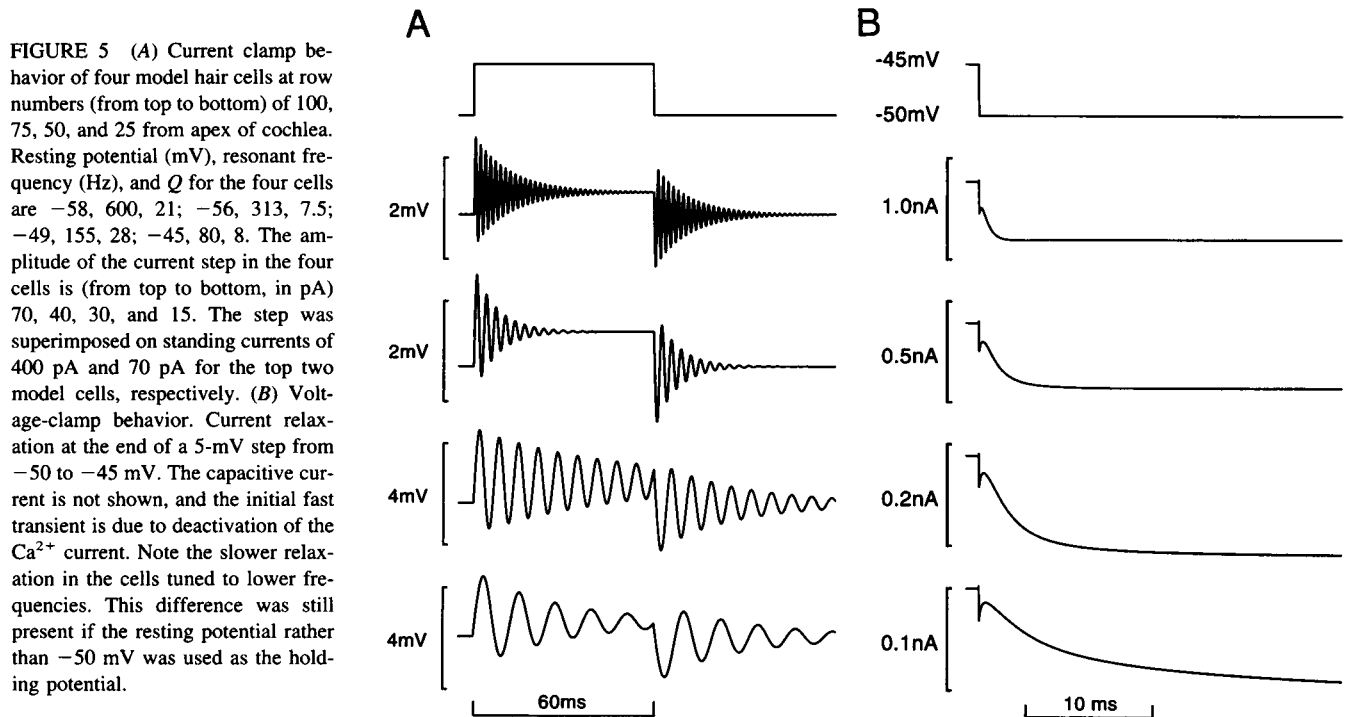 FIGURE 5 (A) Current clamp be-
havior of four model hair cells at row
numbers (from top to bottom) of 100,
75, 50, and 25 from apex of cochlea.
Resting potential (mV), resonant fre-
quency (Hz), and Q for the four cells
are −58, 600, 21; −56, 313, 7.5;
−49, 155, 28; −45, 80, 8. The am-
plitude of the current step in the four
cells is (from top to bottom, in pA)
70, 40, 30, and 15. The step was
superimposed on standing currents of
400 pA and 70 pA for the top two
model cells, respectively. (B) Volt-
age-clamp behavior. Current relax-
ation at the end of a 5-mV step from
−50 to −45 mV. The capacitive cur-
rent is not shown, and the initial fast
transient is due to deactivation of the
Ca2+ current. Note the slower relax-
ation in the cells tuned to lower fre-
quencies. This difference was still
present if the resting potential rather
than −50 mV was used as the hold-
ing potential.
A
2mV
2mV
4mV
4mV
60ms
B
-45mV
-50mV
1.0nA
0.5nA
0.2nA
0.1nA
10 ms